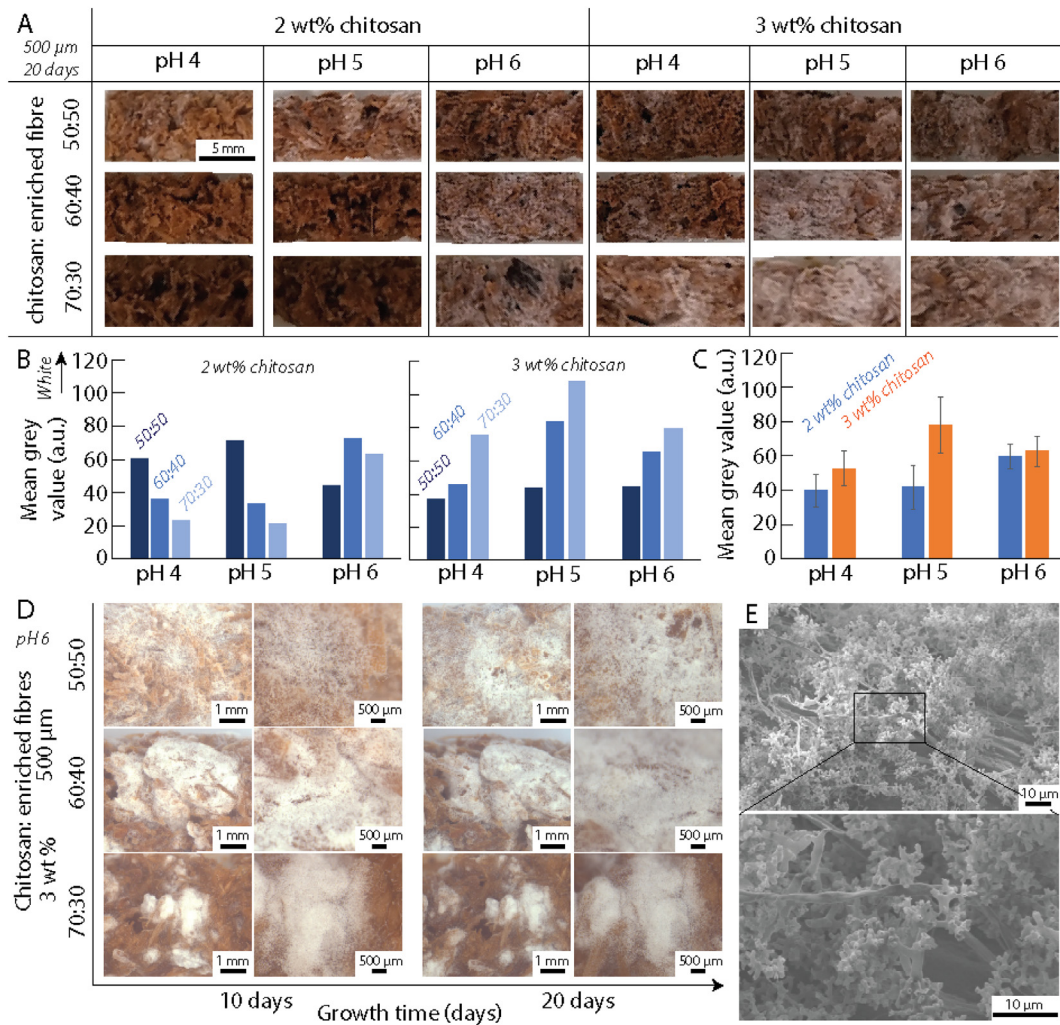 A
500 µm
20 days
2 wt% chitosan
3 wt% chitosan
pH 4
pH 5
pH 6
pH 4
pH 5
pH 6
chitosan: enriched fibre
50:50
5 mm
60:40
70:30
B
White
Mean grey
value (a.u.)
120
100
80
60
40
20
0
2 wt% chitosan
50:50
60:40
70:30
pH 4
pH 5
pH 6
3 wt% chitosan
50:50
60:40
70:30
pH 4
pH 5
pH 6
C
Mean grey value (a.u.)
120
100
80
60
40
20
0
2 wt% chitosan
3 wt% chitosan
pH 4
pH 5
pH 6
D
pH 6
Chitosan: enriched fibres
500 µm
3 wt %
50:50
1 mm
500 µm
1 mm
500 µm
60:40
1 mm
500 µm
1 mm
500 µm
70:30
1 mm
500 µm
1 mm
500 µm
10 days
20 days
Growth time (days)
E
10 µm
10 µm